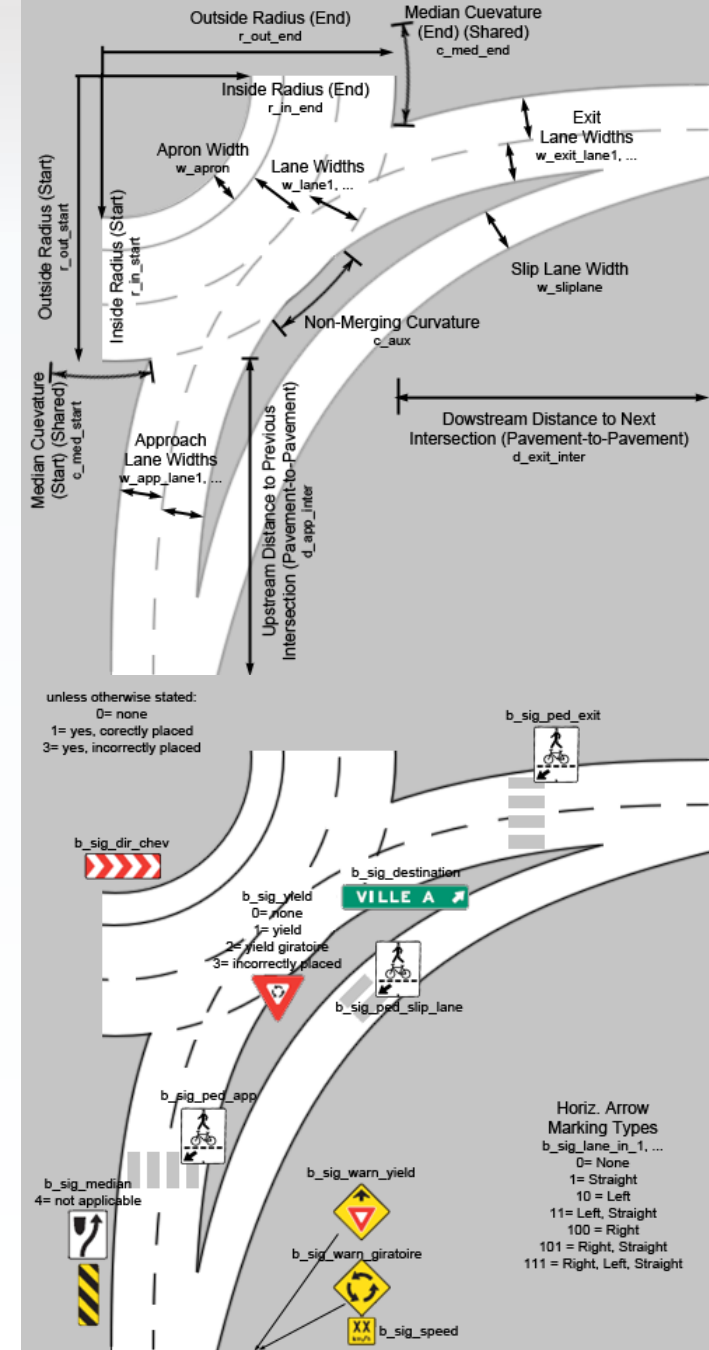 Outside Radius (End)
r_out_end
Median Cuevature
(End) (Shared)
c_med_end
Inside Radius (End)
r_in_end
Exit
Lane Widths
w_exit_lane1, ...
Apron Width
w_apron
Lane Widths
w_lane1, ...
Outside Radius (Start)
r_out_start
Inside Radius (Start)
r_in_start
Slip Lane Width
w_sliplane
Non-Merging Curvature
c_aux
Median Cuevature
(Start) (Shared)
c_med_start
Approach
Lane Widths
w_app_lane1, ...
Upstream Distance to Previous
Intersection (Pavement-to-Pavement)
d_app_inter
Dowstream Distance to Next
Intersection (Pavement-to-Pavement)
d_exit_inter
unless otherwise stated:
0= none
1= yes, corectly placed
3= yes, incorrectly placed
b_sig_ped_exit
b_sig_dir_chev
b_sig_destination
VILLE A
b_sig_yield
0= none
1= yield
2= yield giratoire
3= incorrectly placed
b_sig_ped_slip_lane
b_sig_ped_app
b_sig_median
4= not applicable
b_sig_warn_yield
b_sig_warn_giratoire
XX
km/h
b_sig_speed
Horiz. Arrow
Marking Types
b_sig_lane_in_1, ...
0= None
1= Straight
10 = Left
11= Left, Straight
100 = Right
101 = Right, Straight
111 = Right, Left, Straight